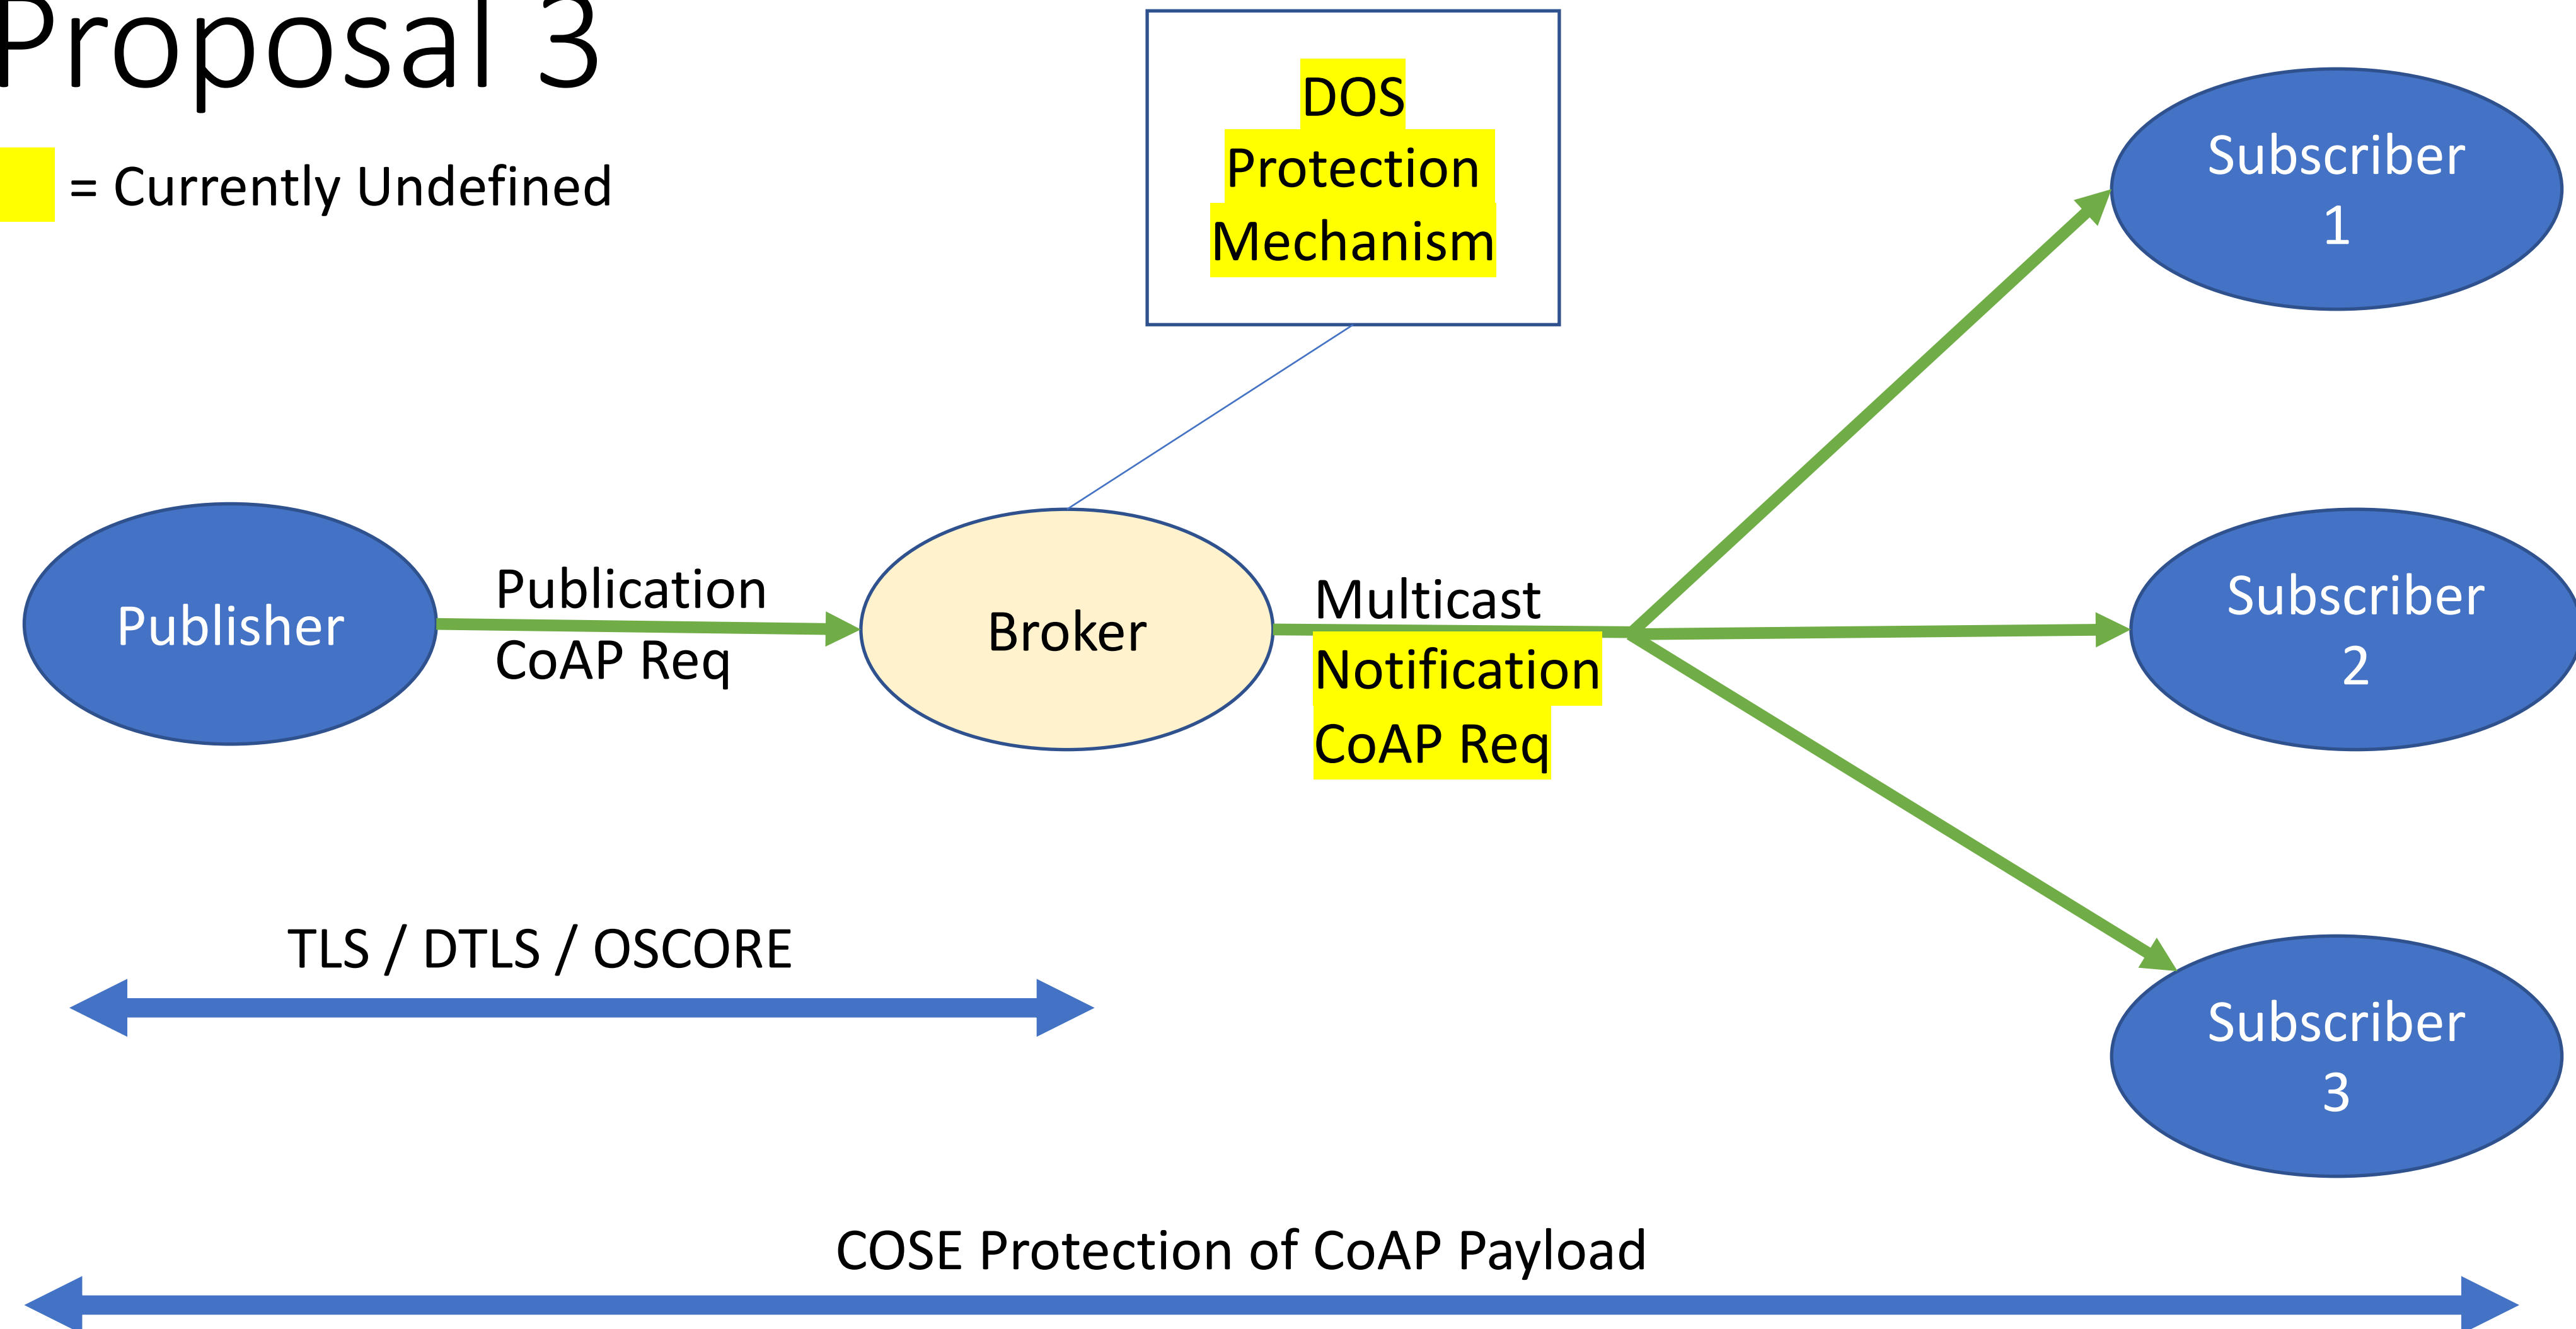 Proposal 3
= Currently Undefined
DOS
Protection
Mechanism
Subscriber
1
Publisher
Publication
CoAP Req
Broker
Multicast
Notification
CoAP Req
Subscriber
2
TLS / DTLS / OSCORE
Subscriber
3
COSE Protection of CoAP Payload